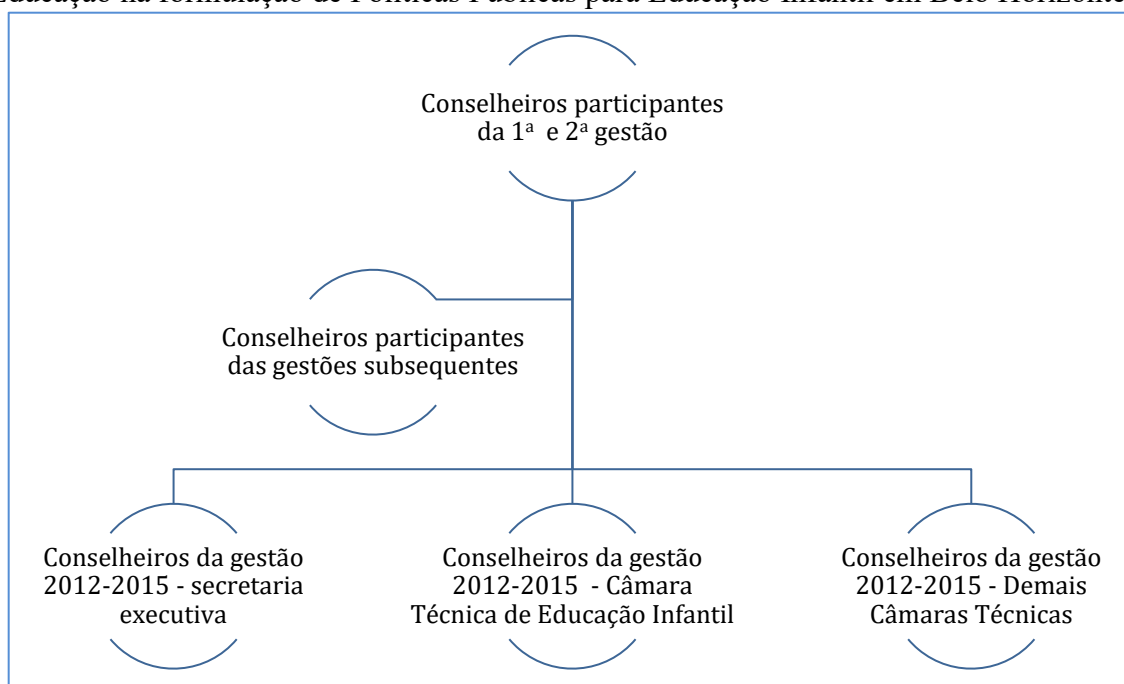 Educação na formulação de Políticas Públicas para Educação Infantil em Belo Horizonte
Conselheiros participantes
da 1ª e 2ª gestão
Conselheiros participantes
das gestões subsequentes
Conselheiros da gestão
2012-2015 - secretaria
executiva
Conselheiros da gestão
2012-2015 - Câmara
Técnica de Educação Infantil
Conselheiros da gestão
2012-2015 - Demais
Câmaras Técnicas